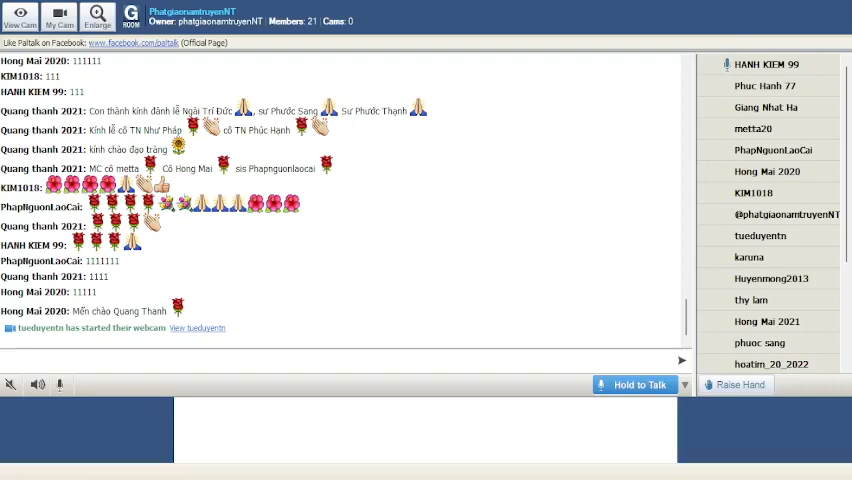 PhatgiaonamtruyenNT
Owner: phatgiaonamtruyenNT | Members: 21 | Cams: 0
View Cam
My Cam
Enlarge
G
ROOM
Like Paltalk on Facebook: www.facebook.com/paltalk (Official Page)
Hong Mai 2020: 111111
KIM1018: 111
HANH KIEM 99: 111
Quang thanh 2021: Con thành kính đảnh lễ Ngài Trí Đức, sư Phước Sang Sư Phước Thạnh
Quang thanh 2021: Kính lễ cô TN Như Pháp cô TN Phúc Hạnh
Quang thanh 2021: kính chào đạo tràng
Quang thanh 2021: MC cô metta Cô Hong Mai sis Phapnguonlaocai
KIM1018:
PhapNguonLaoCai:
Quang thanh 2021:
HANH KIEM 99:
PhapNguonLaoCai: 1111111
Quang thanh 2021: 1111
Hong Mai 2020: 11111
Hong Mai 2020: Mến chào Quang Thanh
tueduyentn has started their webcam View tueduyentn
Hold to Talk
HANH KIEM 99
Phuc Hanh 77
Giang Nhat Ha
metta20
PhapNguonLaoCai
Hong Mai 2020
KIM1018
@phatgiaonamtruyenNT
tueduyentn
karuna
Huyenmong2013
thy lam
Hong Mai 2021
phuoc sang
hoatim_20_2022
Raise Hand